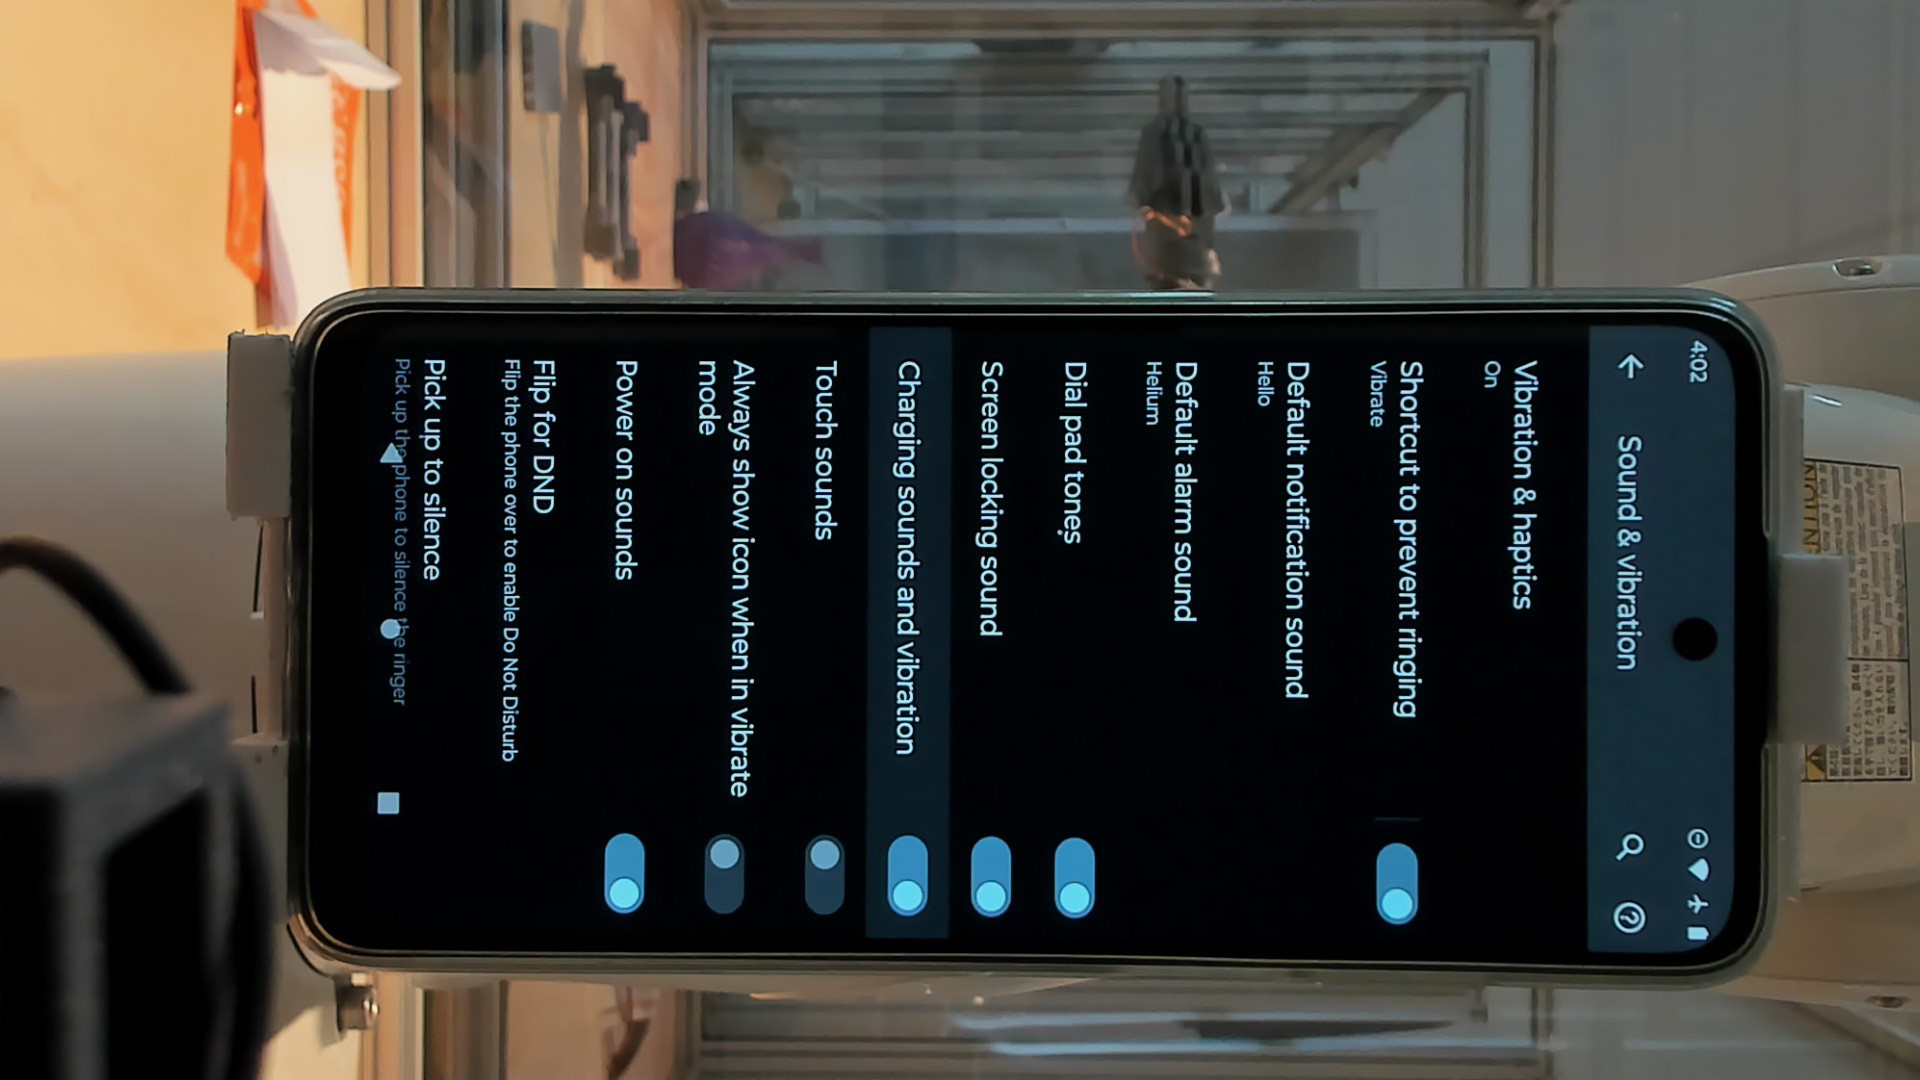 4:02
Sound & vibration
Vibration & haptics
On
Shortcut to prevent ringing
Vibrate
Default notification sound
Hello
Default alarm sound
Helium
Dial pad tones
Screen locking sound
Charging sounds and vibration
Touch sounds
Always show icon when in vibrate
mode
Power on sounds
Flip for DND
Flip the phone over to enable Do Not Disturb
Pick up to silence
Pick up the phone to silence the ringer